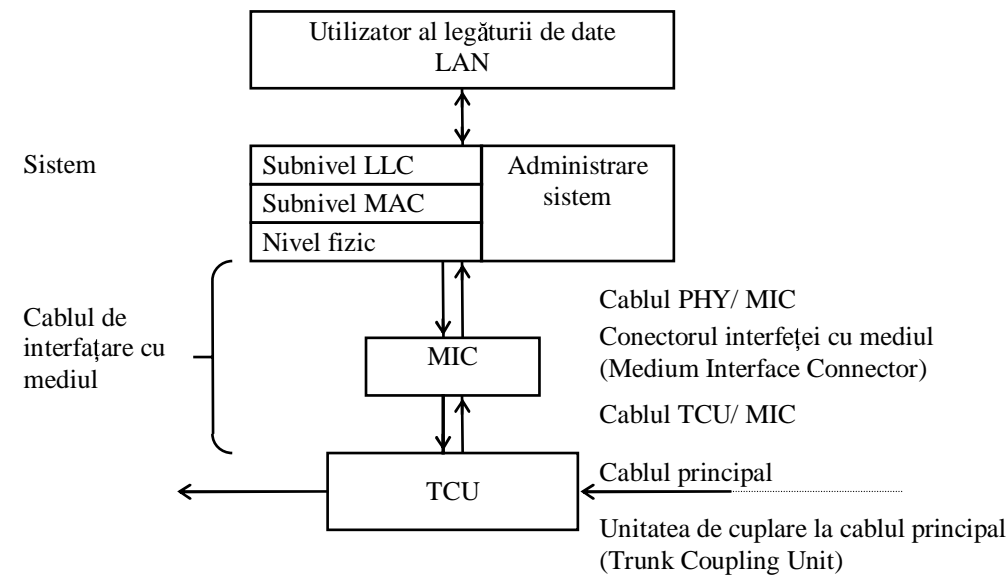 Utilizator al legăturii de date
LAN
Sistem
Subnivel LLC
Administrare
sistem
Subnivel MAC
Nivel fizic
Cablul de
interfațare cu
mediul
Cablul PHY/ MIC
Conectorul interfeței cu mediul
(Medium Interface Connector)
MIC
Cablul TCU/ MIC
TCU
Cablul principal
Unitatea de cuplare la cablul principal
(Trunk Coupling Unit)